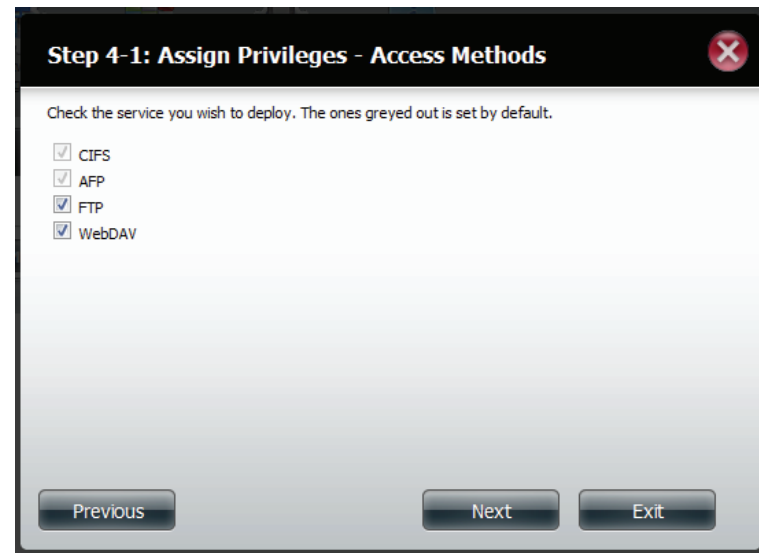 Step 4-1: Assign Privileges - Access Methods
Check the service you wish to deploy. The ones greyed out is set by default.
CIFS
AFP
FTP
WebDAV
Previous Next Exit